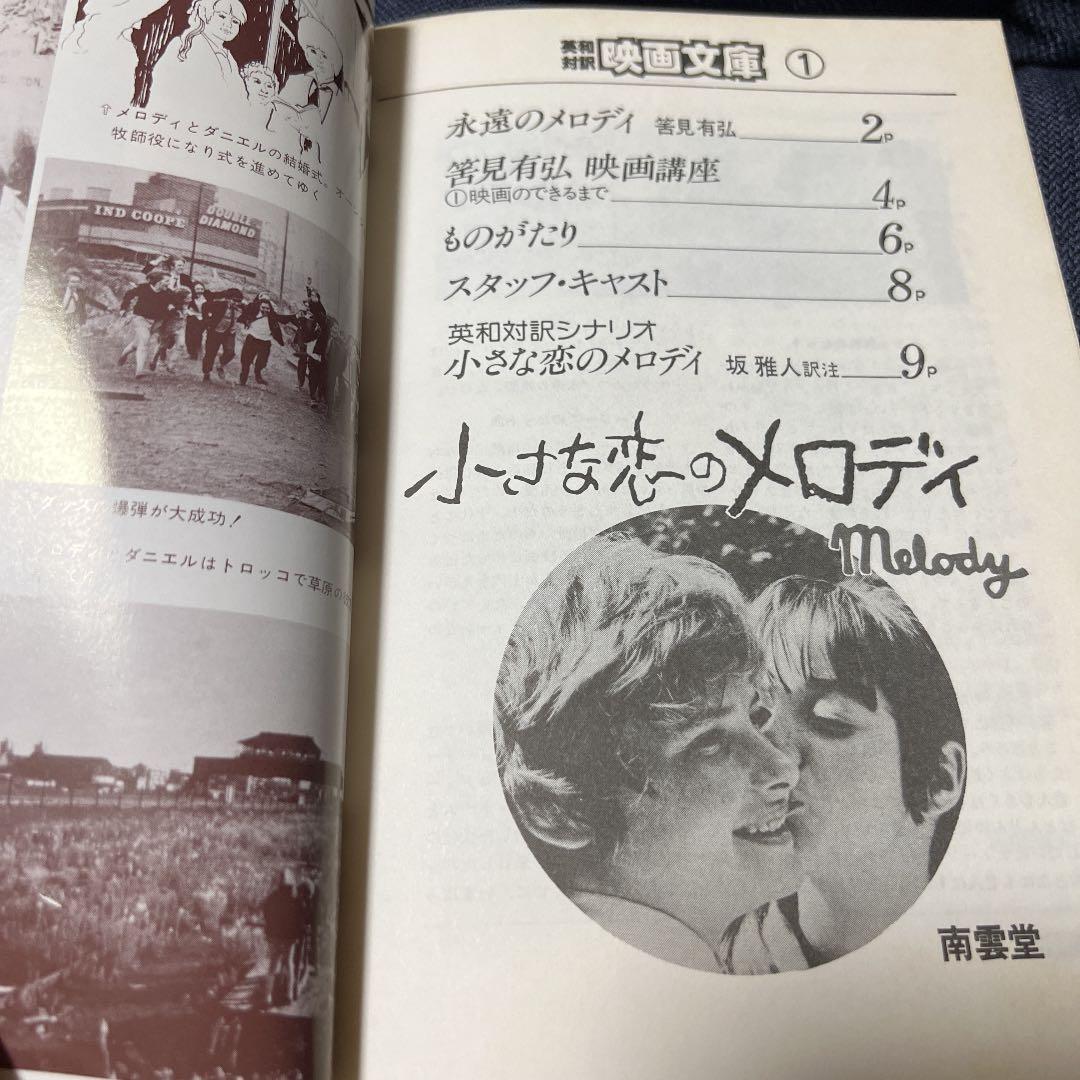 ⇧メロディとダニエルの結婚式。オー
牧師役になり式を進めてゆく
IND COOPE
DOUBLE
DIAMOND
爆弾が大成功！
ダニエルはトロッコで草原の
英和
対訳 映画文庫 ①
永遠のメロディ 筈見有弘 2p
筈見有弘 映画講座
①映画のできるまで 4p
ものがたり 6p
スタッフ・キャスト 8p
英和対訳シナリオ
小さな恋のメロディ 坂 雅人訳注 9p
小さな恋のメロディ
Melody
南雲堂